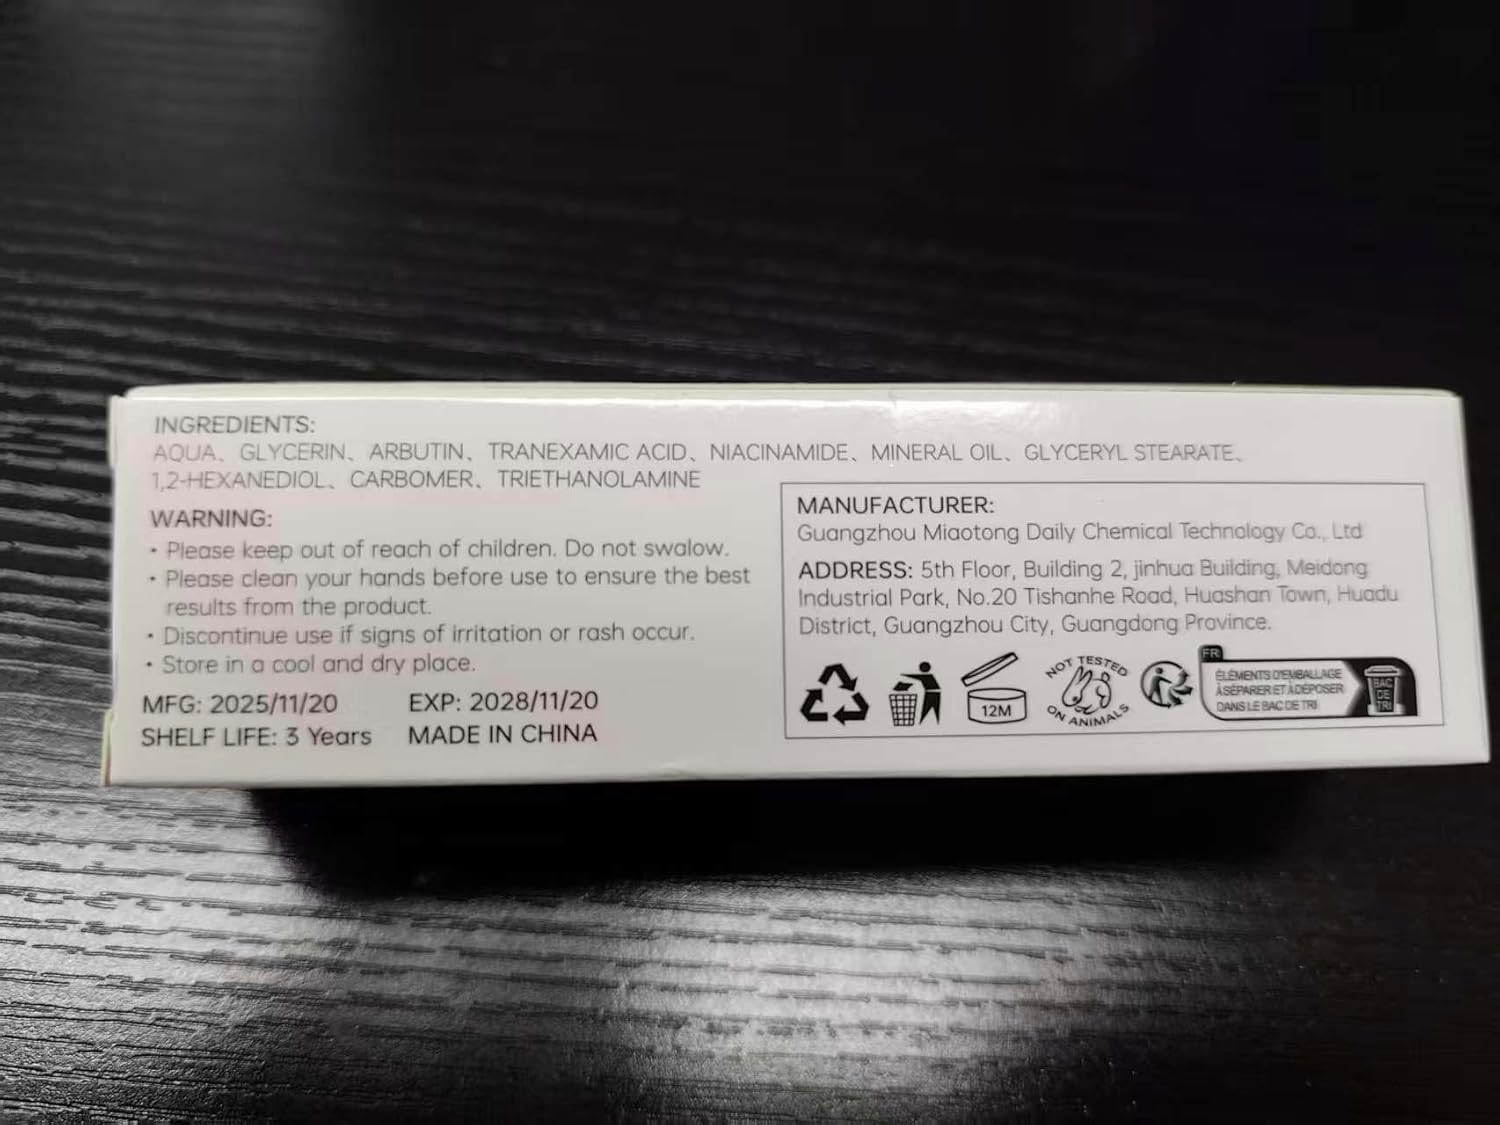 INGREDIENTS:
AQUA、GLYCERIN、ARBUTIN、TRANEXAMIC ACID、NIACINAMIDE、MINERAL OIL、GLYCERYL STEARATE、
1,2-HEXANEDIOL、CARBOMER、TRIETHANOLAMINE
WARNING:
• Please keep out of reach of children. Do not swalow.
• Please clean your hands before use to ensure the best
results from the product.
• Discontinue use if signs of irritation or rash occur.
• Store in a cool and dry place.
MFG: 2025/11/20 EXP: 2028/11/20
SHELF LIFE: 3 Years MADE IN CHINA
MANUFACTURER:
Guangzhou Miaotong Daily Chemical Technology Co., Ltd
ADDRESS: 5th Floor, Building 2, jinhua Building, Meidong
Industrial Park, No.20 Tishanhe Road, Huashan Town, Huadu
District, Guangzhou City, Guangdong Province.
12M
NOT TESTED
ON ANIMALS
FR
ÉLÉMENTS D'EMBALLAGE
À SÉPARER ET À DÉPOSER
DANS LE BAC DE TRI
BAC
DE
TRI